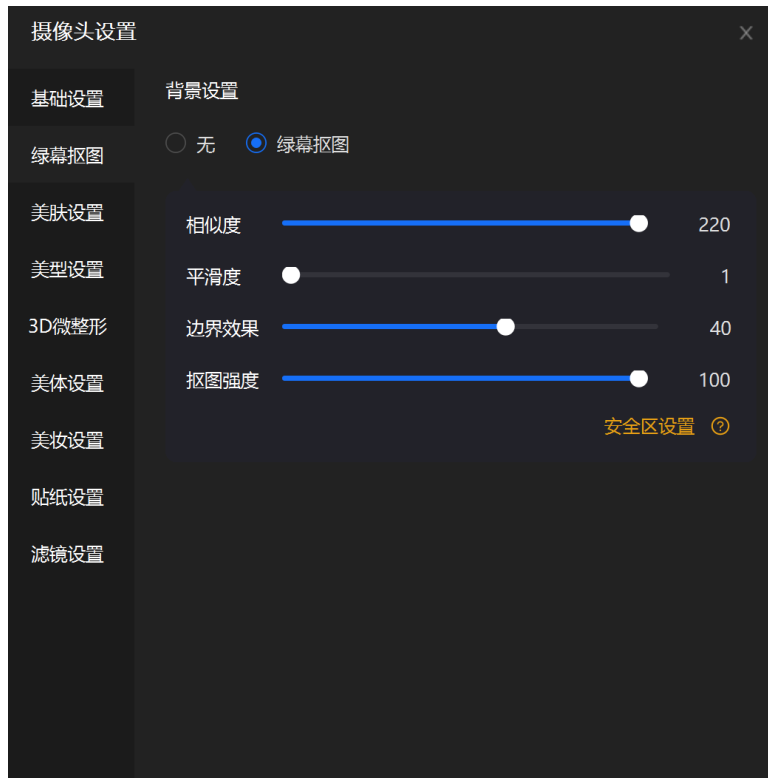 摄像头设置
基础设置
绿幕抠图
美肤设置
美型设置
3D微整形
美体设置
美妆设置
贴纸设置
滤镜设置
背景设置
无 绿幕抠图
相似度 220
平滑度 1
边界效果 40
抠图强度 100
安全区设置 ?